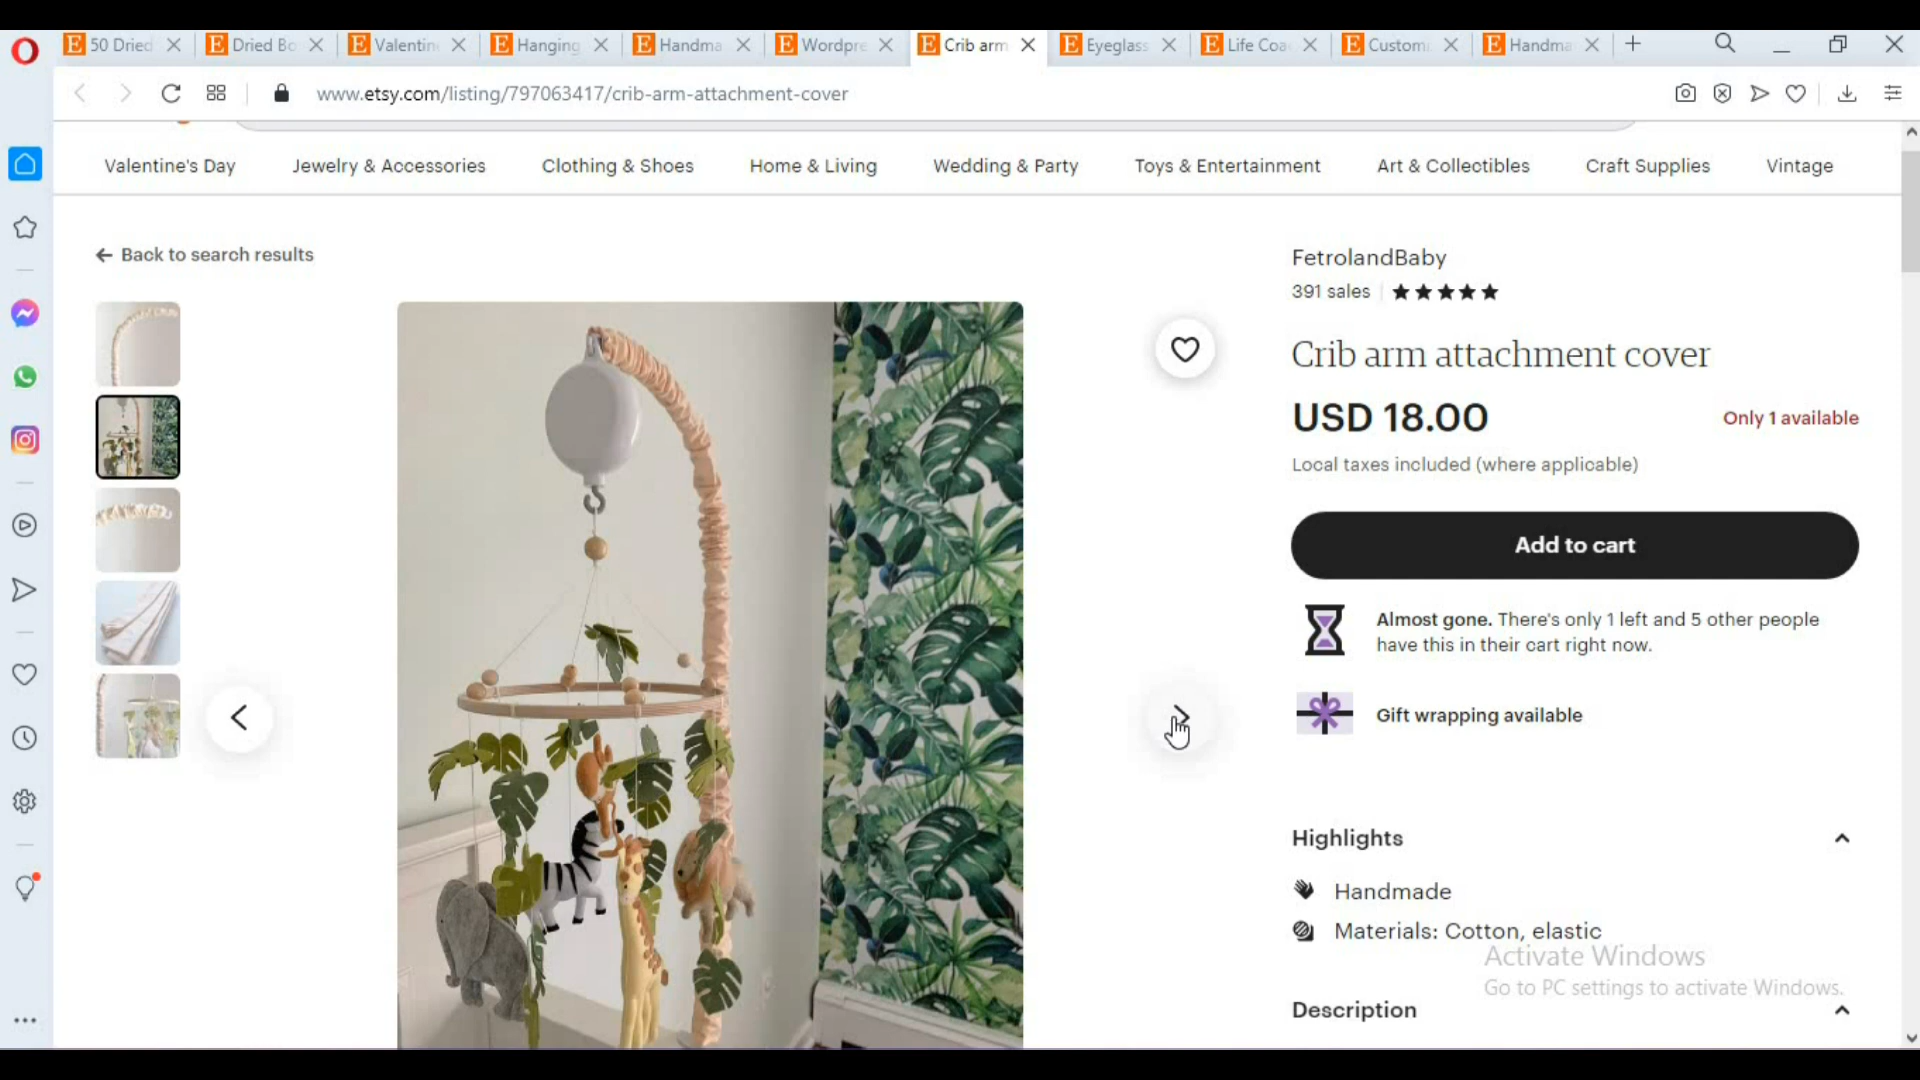 50 Dried
Dried Bo
Valentin
Hanging
Handma
Wordpre
Crib arm
Eyeglass
Life Coa
Custom
Handma
www.etsy.com/listing/797063417/crib-arm-attachment-cover
Valentine's Day
Jewelry & Accessories
Clothing & Shoes
Home & Living
Wedding & Party
Toys & Entertainment
Art & Collectibles
Craft Supplies
Vintage
Back to search results
FetrolandBaby
391 sales
Crib arm attachment cover
USD 18.00
Only 1 available
Local taxes included (where applicable)
Add to cart
Almost gone. There's only 1 left and 5 other people
have this in their cart right now.
Gift wrapping available
Highlights
Handmade
Materials: Cotton, elastic
Activate Windows
Go to PC settings to activate Windows.
Description